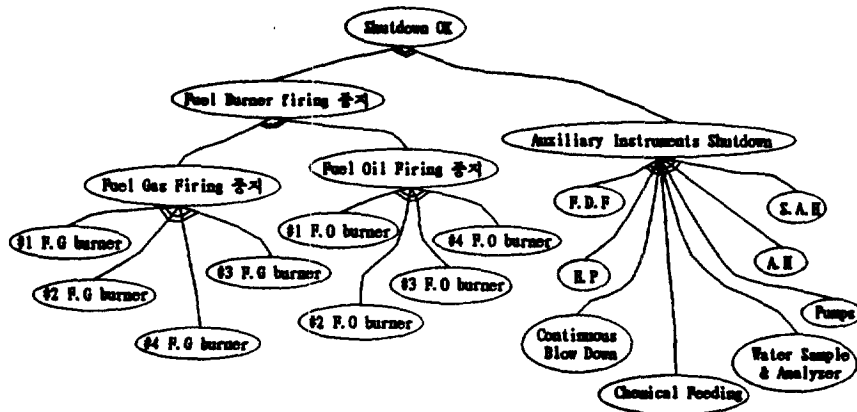 Shutdown OK
Fuel Burner firing 중지
Auxiliary Instruments Shutdown
Fuel Gas Firing 중지
Fuel Oil Firing 중지
#1 F.G burner
#2 F.G burner
#3 F.G burner
#4 F.G burner
#1 F.O burner
#2 F.O burner
#3 F.O burner
#4 F.O burner
F.D.F
S.A.H
H.P
A.H
Continuous
Blow Down
Chemical Feeding
Water Sample
& Analyzer
Pumps